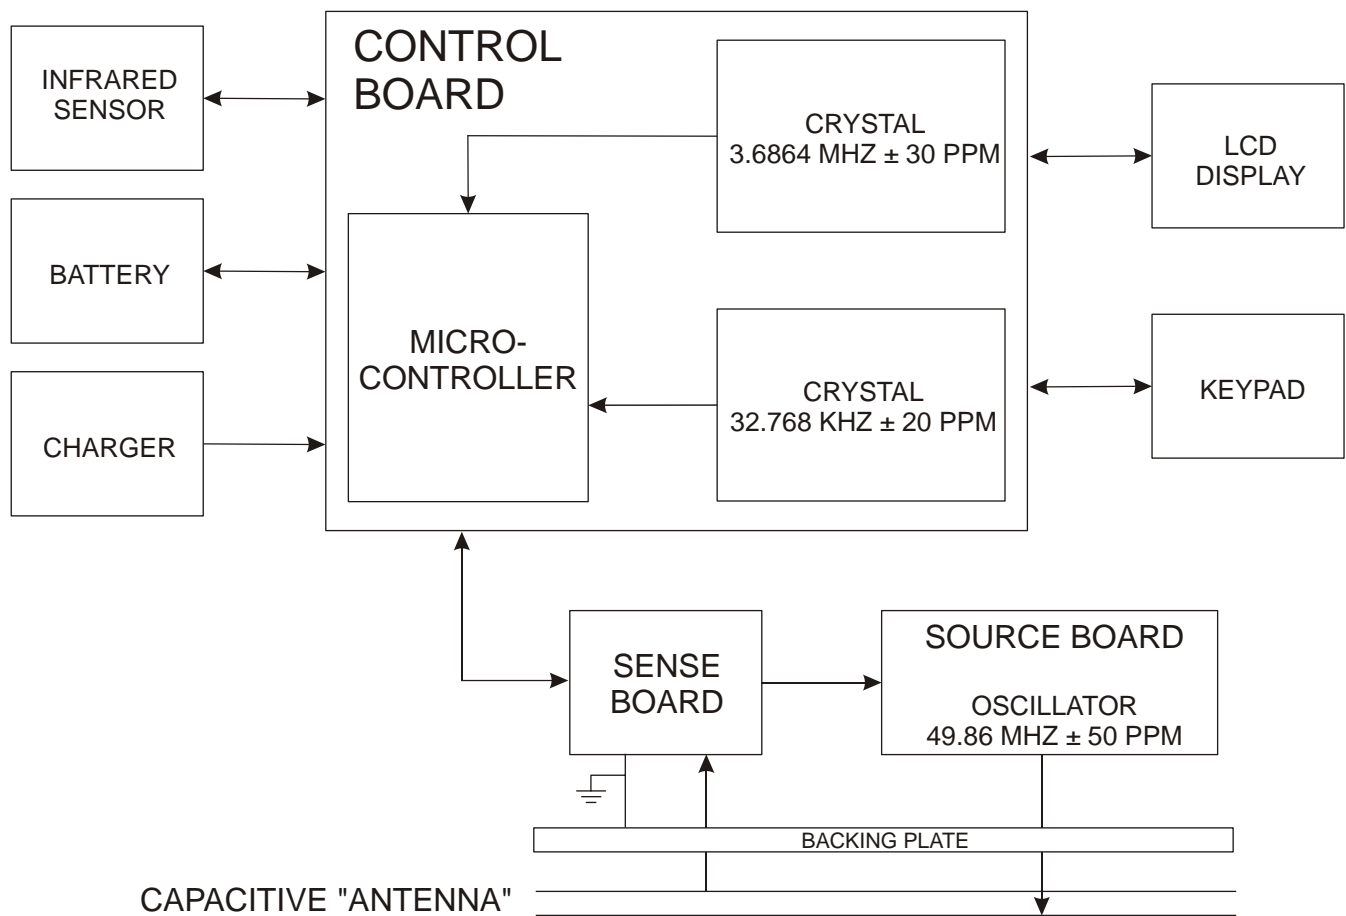 CONTROL
BOARD
INFRARED
SENSOR
CRYSTAL
3.6864 MHZ ± 30 PPM
LCD
DISPLAY
BATTERY
MICRO-
CONTROLLER
CRYSTAL
32.768 KHZ ± 20 PPM
KEYPAD
CHARGER
SENSE
BOARD
SOURCE BOARD
OSCILLATOR
49.86 MHZ ± 50 PPM
BACKING PLATE
CAPACITIVE "ANTENNA"